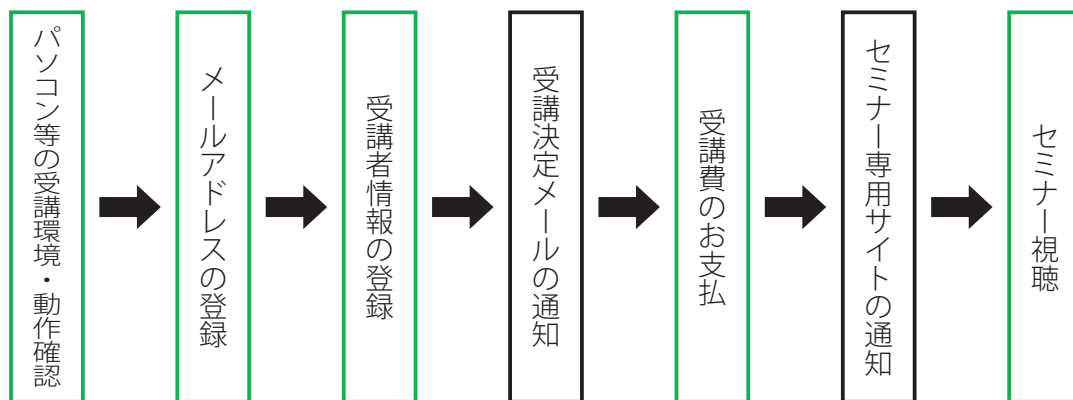 パソコン等の受講環境・動作確認
メールアドレスの登録
受講者情報の登録
受講決定メールの通知
受講費のお支払
セミナー専用サイトの通知
セミナー視聴